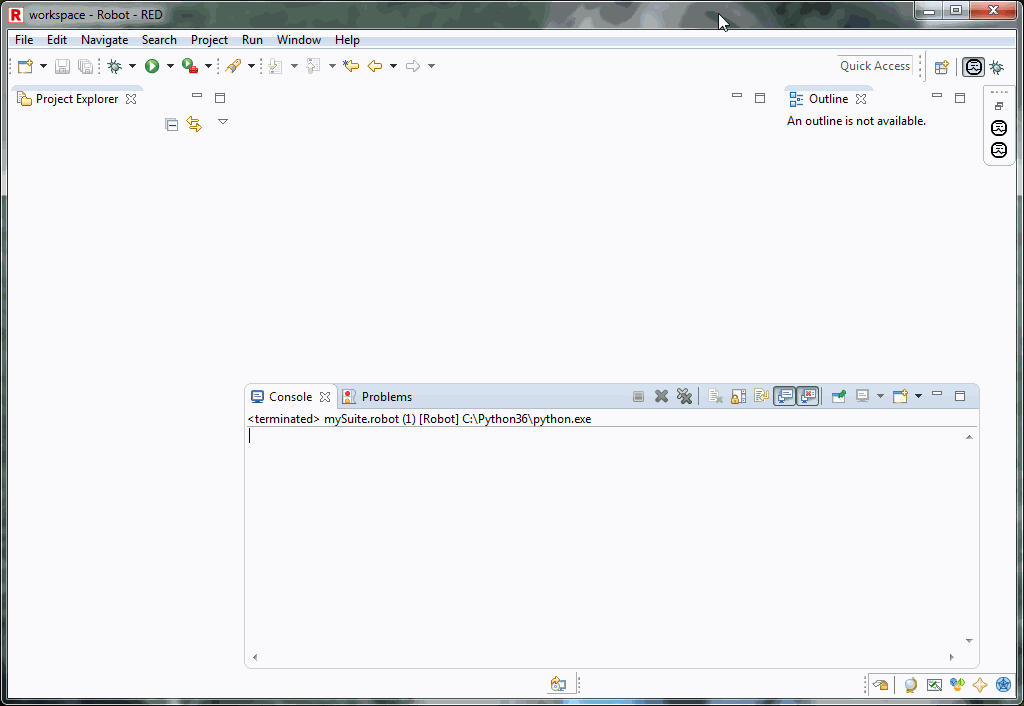 R workspace - Robot - RED
File Edit Navigate Search Project Run Window Help
Quick Access
Project Explorer
Outline
An outline is not available.
Console Problems
<terminated> mySuite.robot (1) [Robot] C:\Python36\python.exe